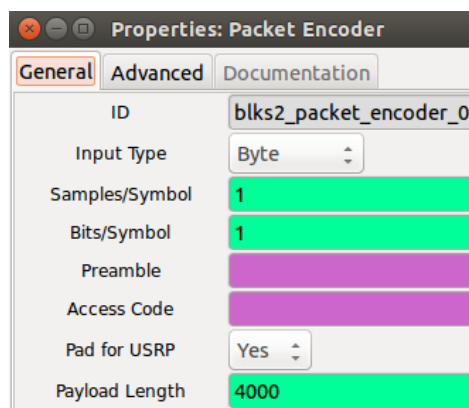 Properties: Packet Encoder
General Advanced Documentation
ID blks2_packet_encoder_0
Input Type Byte
Samples/Symbol 1
Bits/Symbol 1
Preamble
Access Code
Pad for USRP Yes
Payload Length 4000